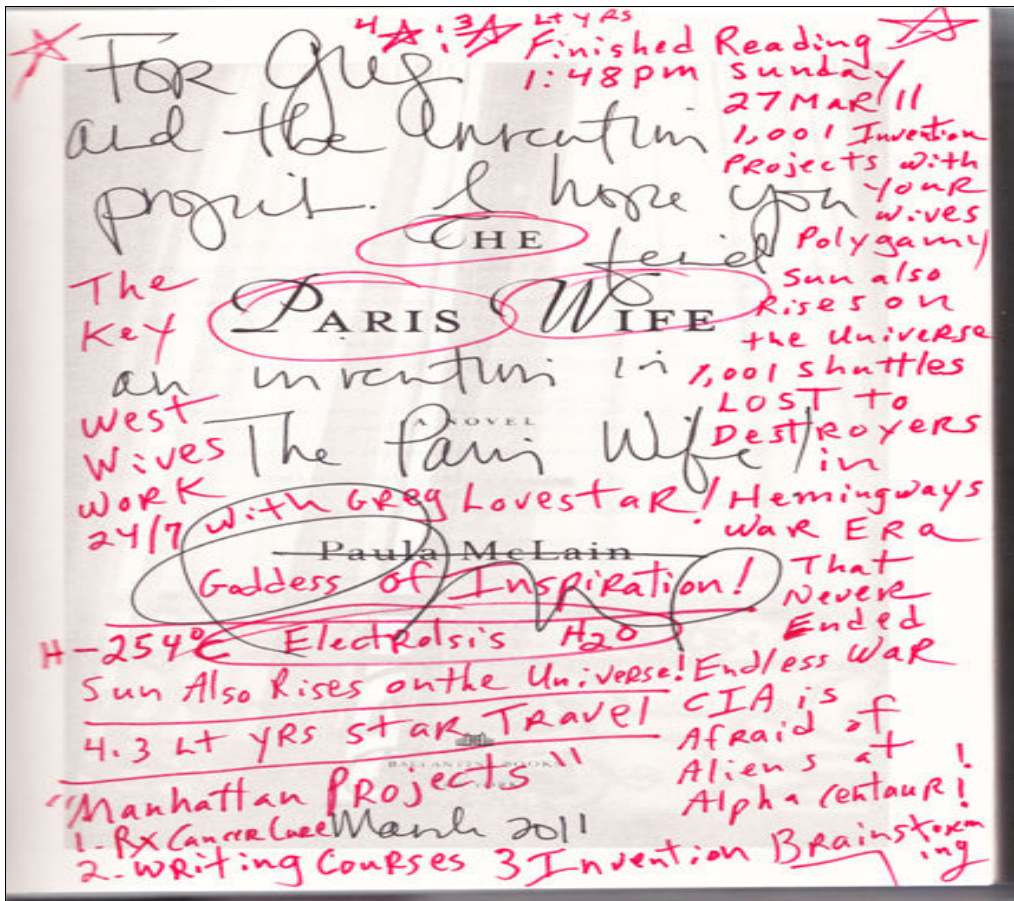 4 ☆ : 3 ☆ Lt yrs
For Greg
Finished Reading
1:48pm Sunday
27 MaR 11
and the invention
1,001 Invention
PRojects with
project. I hope you
youR
wives
Polygamy
find
THE
PARIS WIFE
The
Key
Sun also
Rises on
the Universe
an invention in
1,001 shuttles
LOST to
DestRoyers
A NOVEL
The Paris Wife!
in
West
Wives
WoRK
24/7 with GReg LovestaR!
Hemingways
waR ERa
Paula McLain
Goddess of Inspiration!
That
Never
Ended
H-254°C Electrolsis H2O
Endless WaR
Sun Also Rises on the Universe!
4.3 Lt yRs staR Travel
CIA is
Afraid of
Aliens at
Alpha CentauR!
BALLANTINE BOOKS
"Manhattan PRojects"
1. RX Cancer Cure
March 2011
2. WRiting Courses 3 Invention BRainstorm
ing